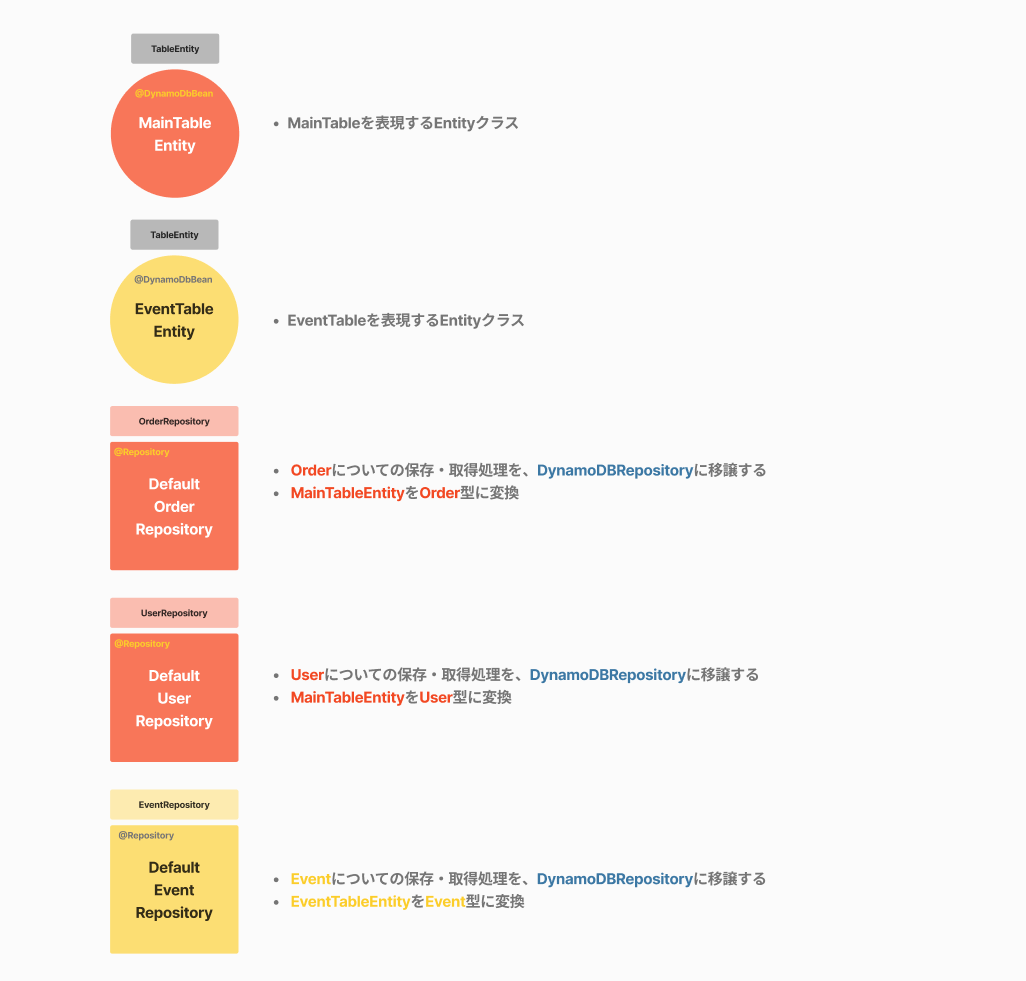 TableEntity
@DynamoDbBean
MainTable
Entity
• MainTableを表現するEntityクラス
TableEntity
@DynamoDbBean
EventTable
Entity
• EventTableを表現するEntityクラス
OrderRepository
@Repository
Default
Order
Repository
• Orderについての保存・取得処理を、DynamoDBRepositoryに移譲する
• MainTableEntityをOrder型に変換
UserRepository
@Repository
Default
User
Repository
• Userについての保存・取得処理を、DynamoDBRepositoryに移譲する
• MainTableEntityをUser型に変換
EventRepository
@Repository
Default
Event
Repository
• Eventについての保存・取得処理を、DynamoDBRepositoryに移譲する
• EventTableEntityをEvent型に変換